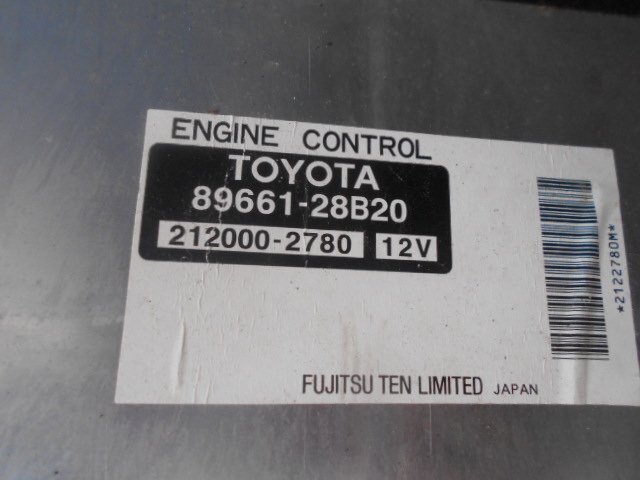 ENGINE CONTROL
TOYOTA
89661-28B20
212000-2780 12V
*2122780M*
FUJITSU TEN LIMITED JAPAN